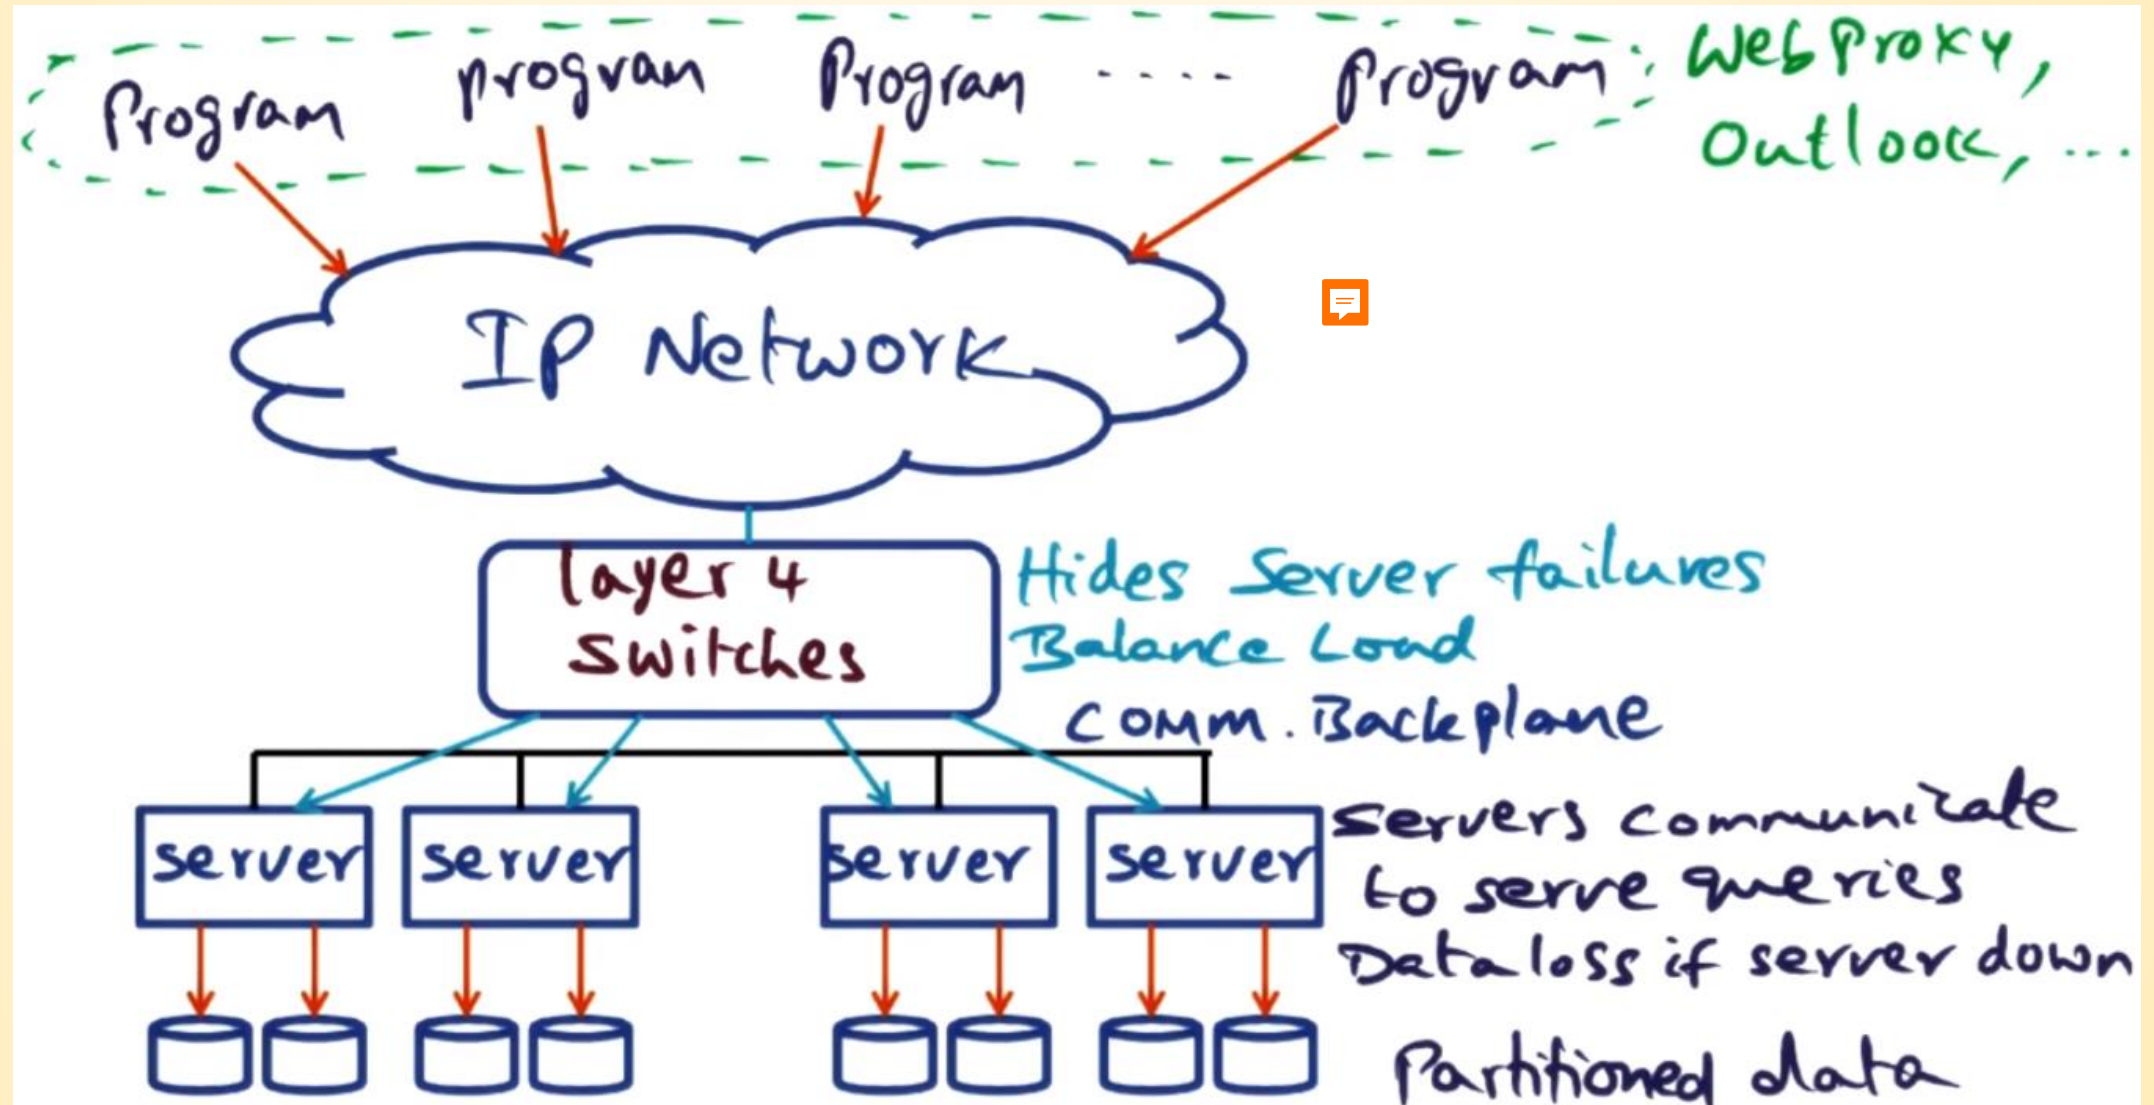 Program program Program ---- Program
WebProxy,
Outlook, ...
IP Network
layer 4
switches
Hides Server failures
Balance Load
Comm. Backplane
server server server server
Servers communicate
to serve queries
Data loss if server down
Partitioned data